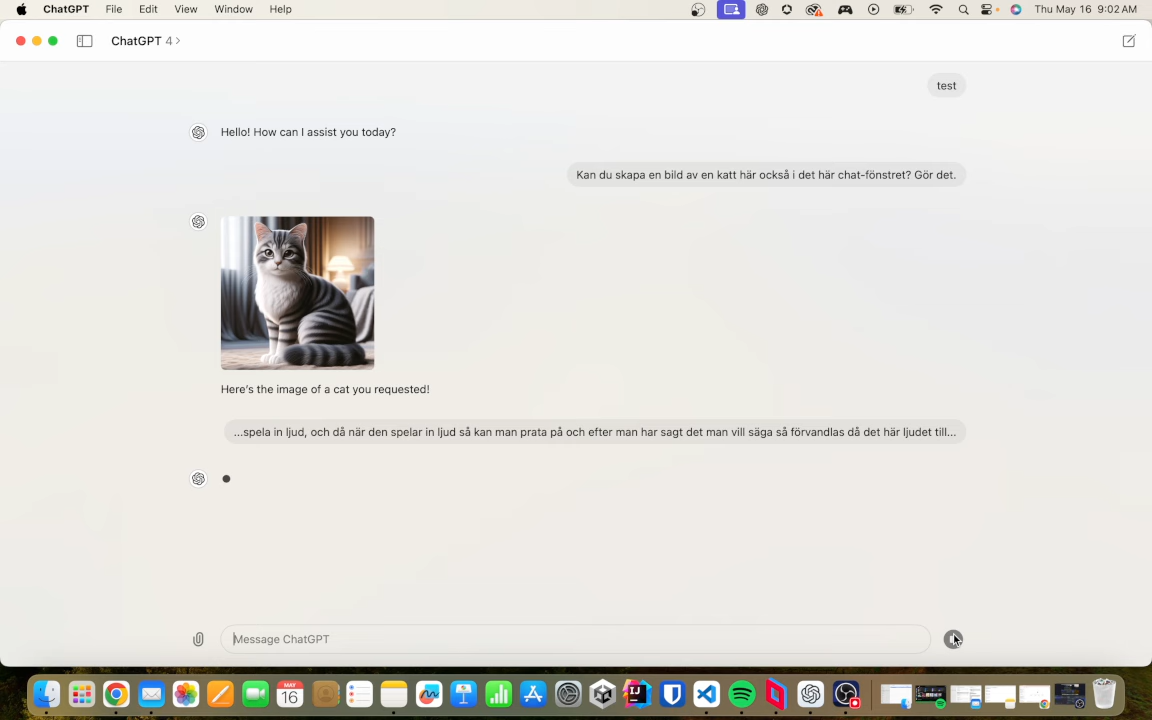 ChatGPT File Edit View Window Help Thu May 16 9:02 AM
ChatGPT 4 >
test
Hello! How can I assist you today?
Kan du skapa en bild av en katt här också i det här chat-fönstret? Gör det.
Here's the image of a cat you requested!
...spela in ljud, och då när den spelar in ljud så kan man prata på och efter man har sagt det man vill säga så förvandlas då det här ljudet till...
Message ChatGPT
MAY
16